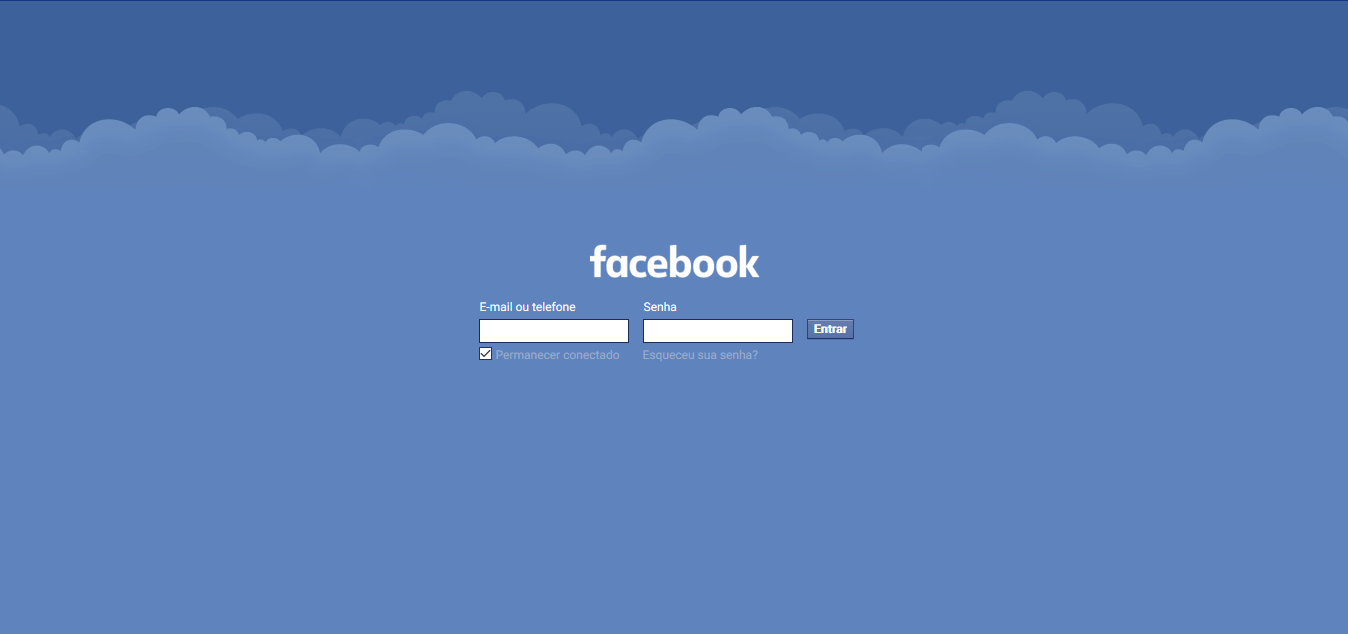 facebook
E-mail ou telefone
Senha
Entrar
Permanecer conectado
Esqueceu sua senha?